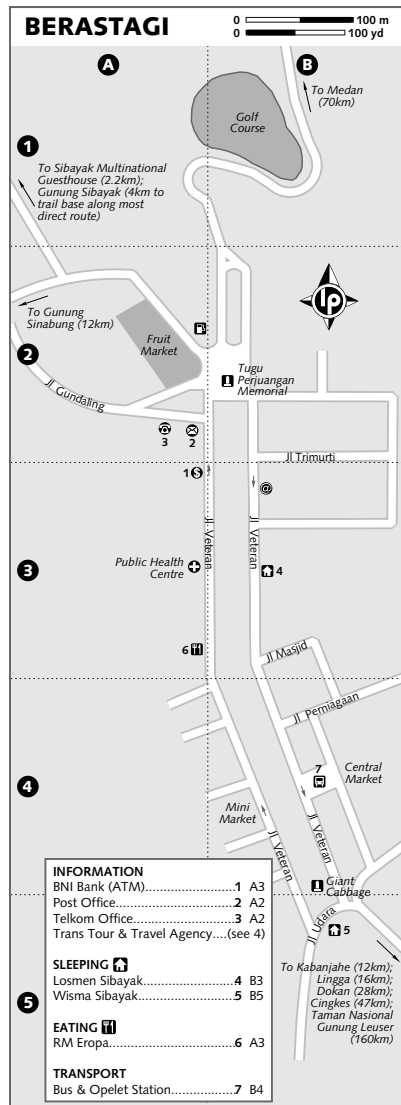 BERASTAGI
0 100 m
0 100 yd
A
B
To Medan
(70km)
Golf
Course
1
To Sibayak Multinational
Guesthouse (2.2km);
Gunung Sibayak (4km to
trail base along most
direct route)
lp
To Gunung
Sinabung (12km)
Fruit
Market
2
Tugu
Perjuangan
Memorial
Jl Gundaling
3
2
Jl Trimurti
1 $
@
Jl Veteran
Jl Veteran
Public Health
Centre
3
4
6
Jl Masjid
Jl Perniagaan
7
Central
Market
4
Mini
Market
Jl Veteran
Jl Veteran
Giant
Cabbage
Jl Udara
5
To Kabanjahe (12km);
Lingga (16km);
Dokan (28km);
Cingkes (47km);
Taman Nasional
Gunung Leuser
(160km)
5
INFORMATION
BNI Bank (ATM)..........................1 A3
Post Office..................................2 A2
Telkom Office.............................3 A2
Trans Tour & Travel Agency....(see 4)
SLEEPING
Losmen Sibayak..........................4 B3
Wisma Sibayak...........................5 B5
EATING
RM Eropa...................................6 A3
TRANSPORT
Bus & Opelet Station..................7 B4